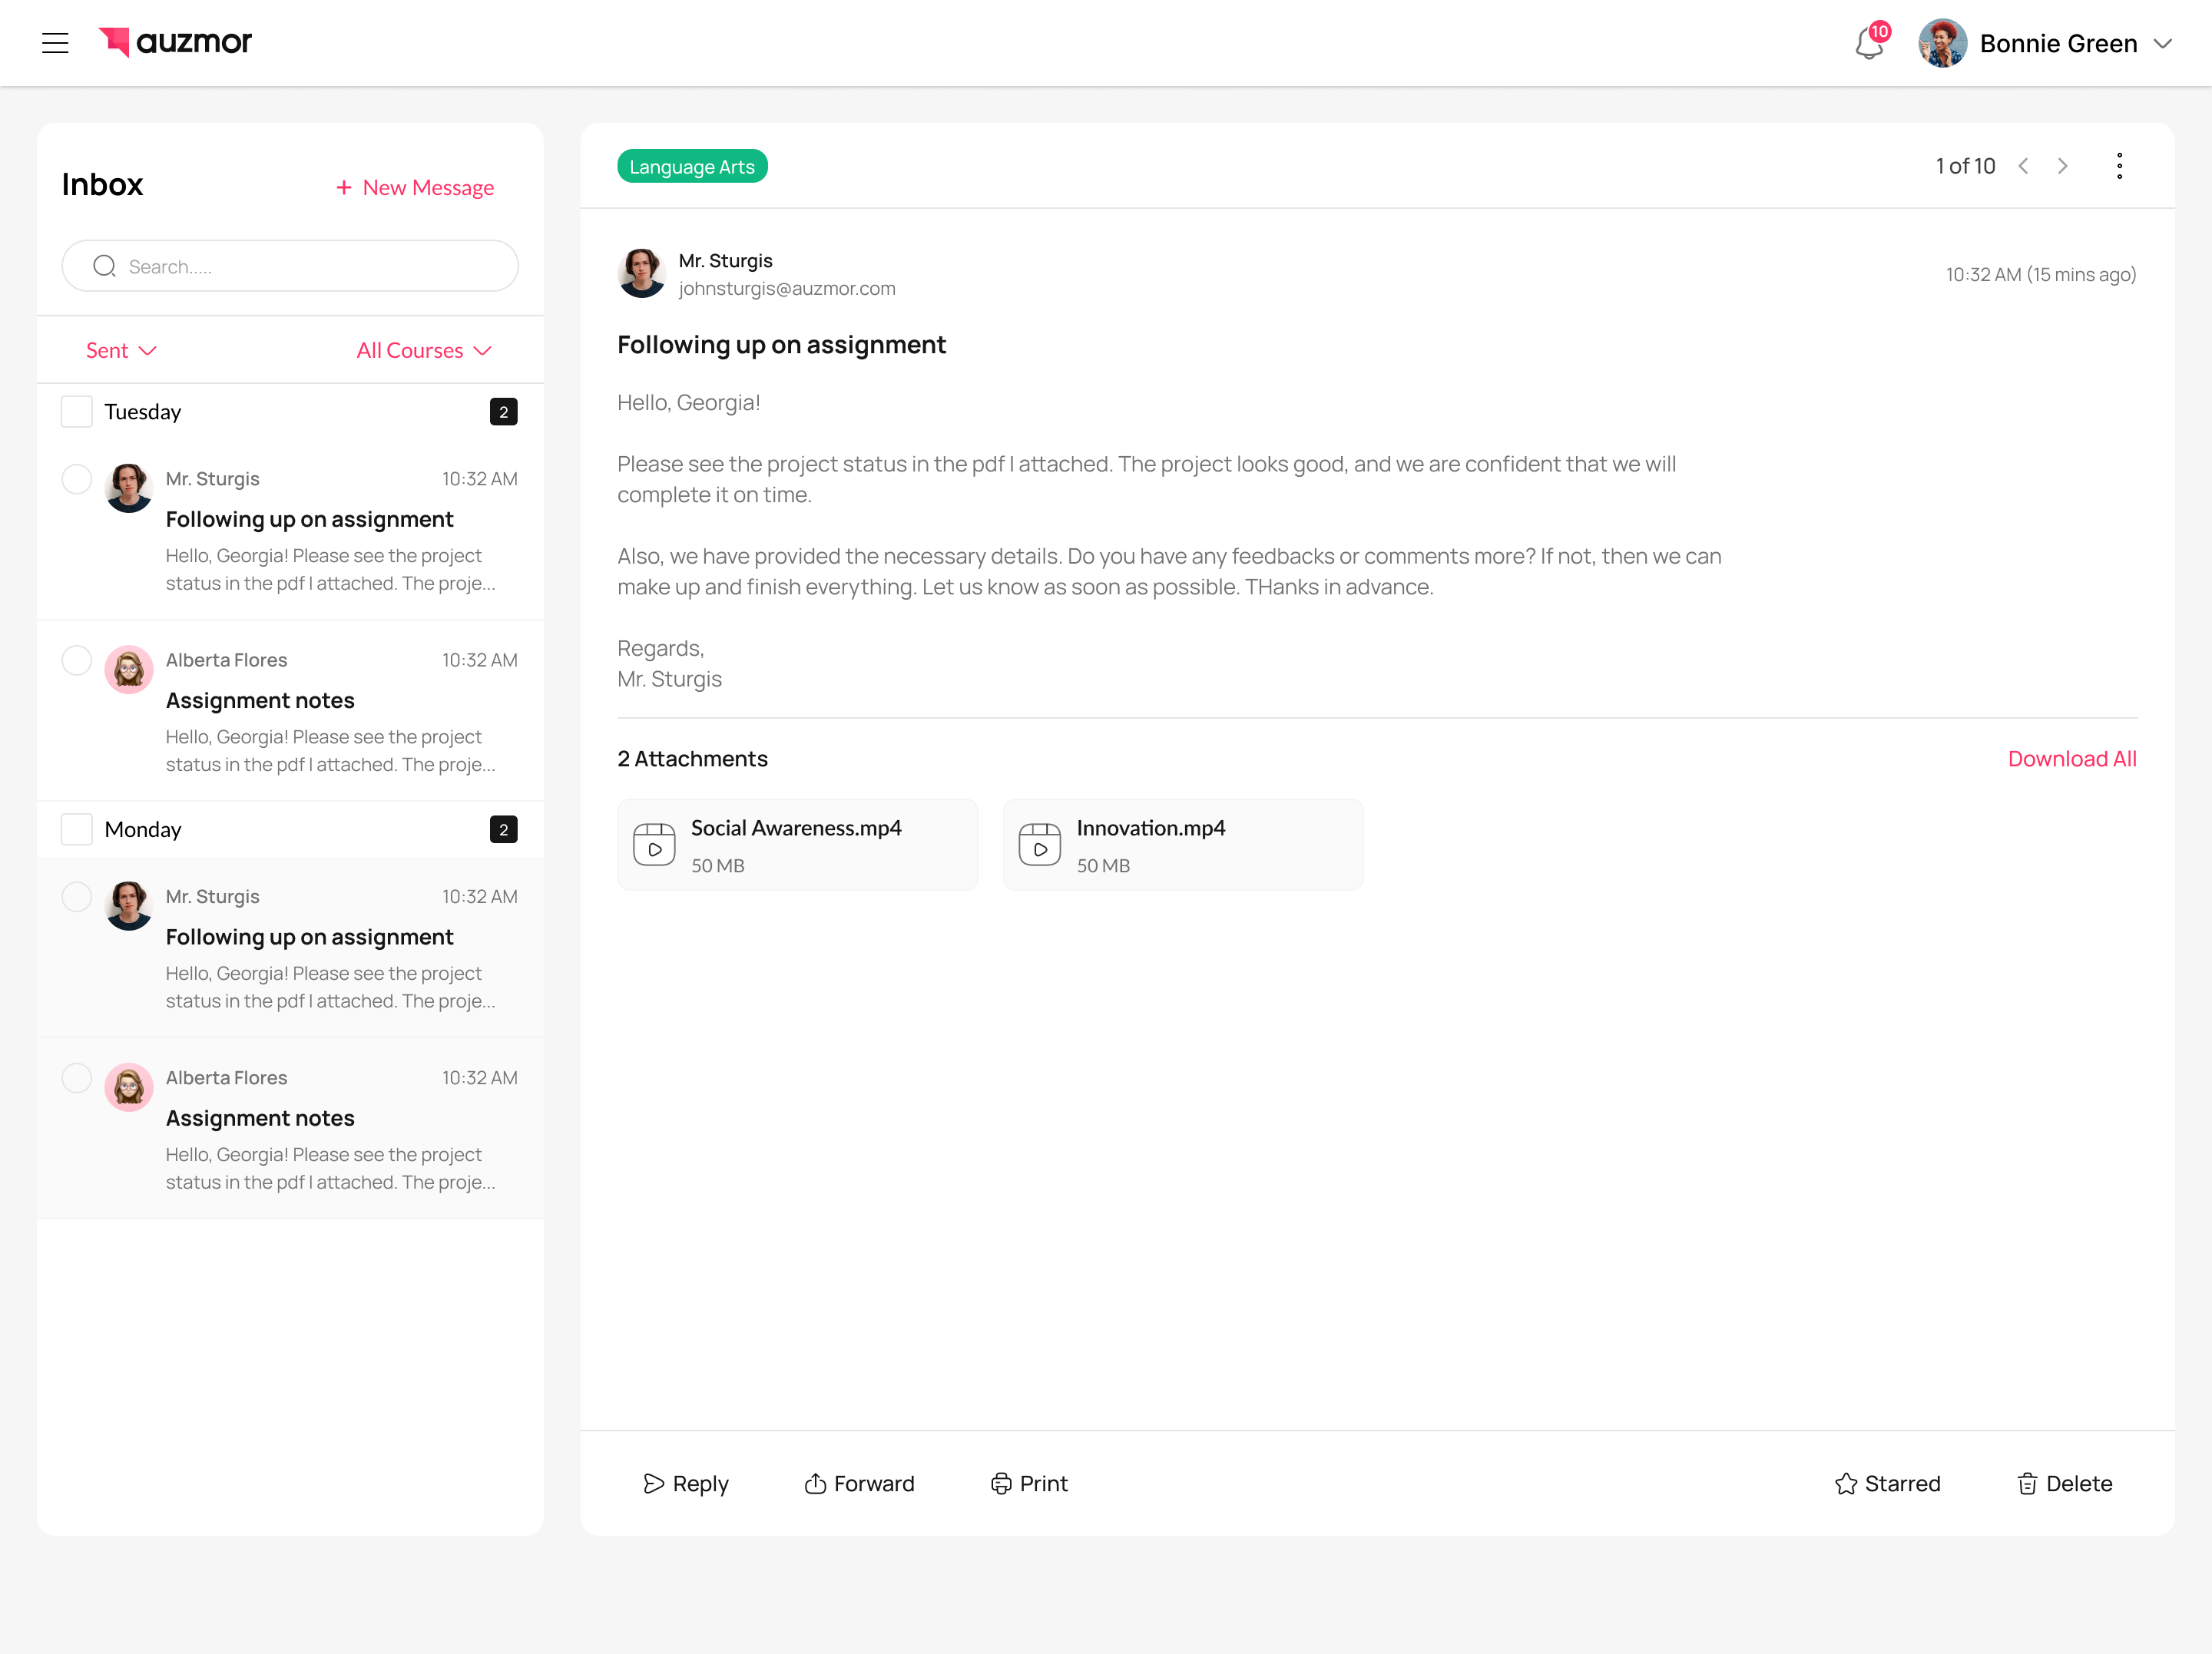 auzmor
10
Bonnie Green
Inbox
+ New Message
Search.....
Sent
All Courses
Tuesday
2
Mr. Sturgis
10:32 AM
Following up on assignment
Hello, Georgia! Please see the project
status in the pdf I attached. The proje...
Alberta Flores
10:32 AM
Assignment notes
Hello, Georgia! Please see the project
status in the pdf I attached. The proje...
Monday
2
Mr. Sturgis
10:32 AM
Following up on assignment
Hello, Georgia! Please see the project
status in the pdf I attached. The proje...
Alberta Flores
10:32 AM
Assignment notes
Hello, Georgia! Please see the project
status in the pdf I attached. The proje...
Language Arts
1 of 10
Mr. Sturgis
johnsturgis@auzmor.com
10:32 AM (15 mins ago)
Following up on assignment
Hello, Georgia!
Please see the project status in the pdf I attached. The project looks good, and we are confident that we will
complete it on time.
Also, we have provided the necessary details. Do you have any feedbacks or comments more? If not, then we can
make up and finish everything. Let us know as soon as possible. THanks in advance.
Regards,
Mr. Sturgis
2 Attachments
Download All
Social Awareness.mp4
50 MB
Innovation.mp4
50 MB
Reply
Forward
Print
Starred
Delete